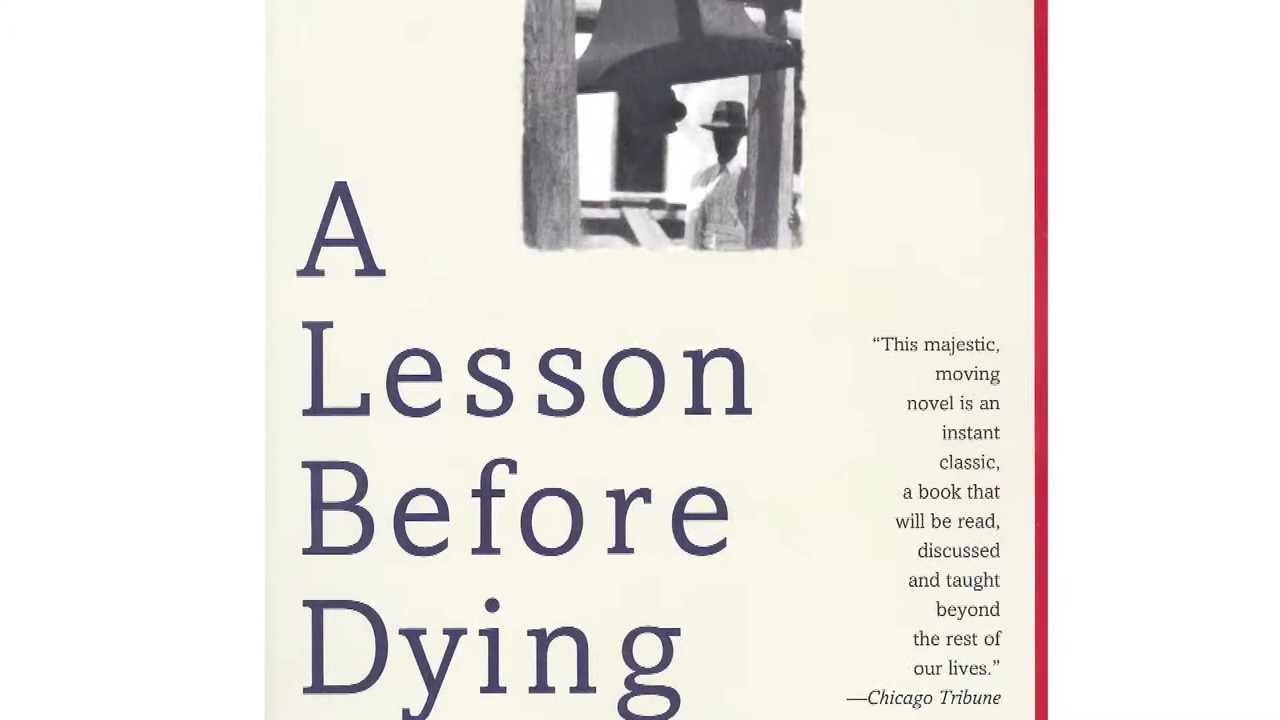 A
Lesson
Before
Dying
“This majestic,
moving
novel is an
instant
classic,
a book that
will be read,
discussed
and taught
beyond
the rest of
our lives.”
—Chicago Tribune